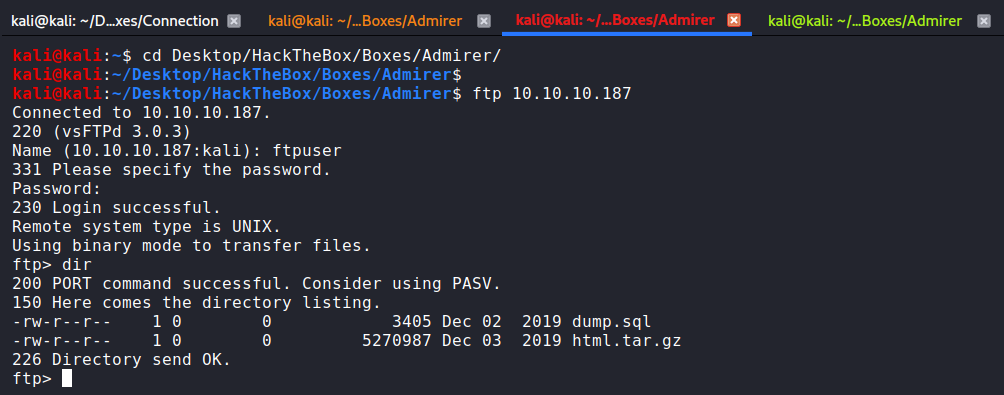 kali@kali: ~/D...xes/Connection kali@kali: ~/...Boxes/Admirer kali@kali: ~/...Boxes/Admirer kali@kali: ~/...Boxes/Admirer
kali@kali:~$ cd Desktop/HackTheBox/Boxes/Admirer/
kali@kali:~/Desktop/HackTheBox/Boxes/Admirer$
kali@kali:~/Desktop/HackTheBox/Boxes/Admirer$ ftp 10.10.10.187
Connected to 10.10.10.187.
220 (vsFTPd 3.0.3)
Name (10.10.10.187:kali): ftpuser
331 Please specify the password.
Password:
230 Login successful.
Remote system type is UNIX.
Using binary mode to transfer files.
ftp> dir
200 PORT command successful. Consider using PASV.
150 Here comes the directory listing.
-rw-r--r--    1 0        0            3405 Dec 02  2019 dump.sql
-rw-r--r--    1 0        0         5270987 Dec 03  2019 html.tar.gz
226 Directory send OK.
ftp>